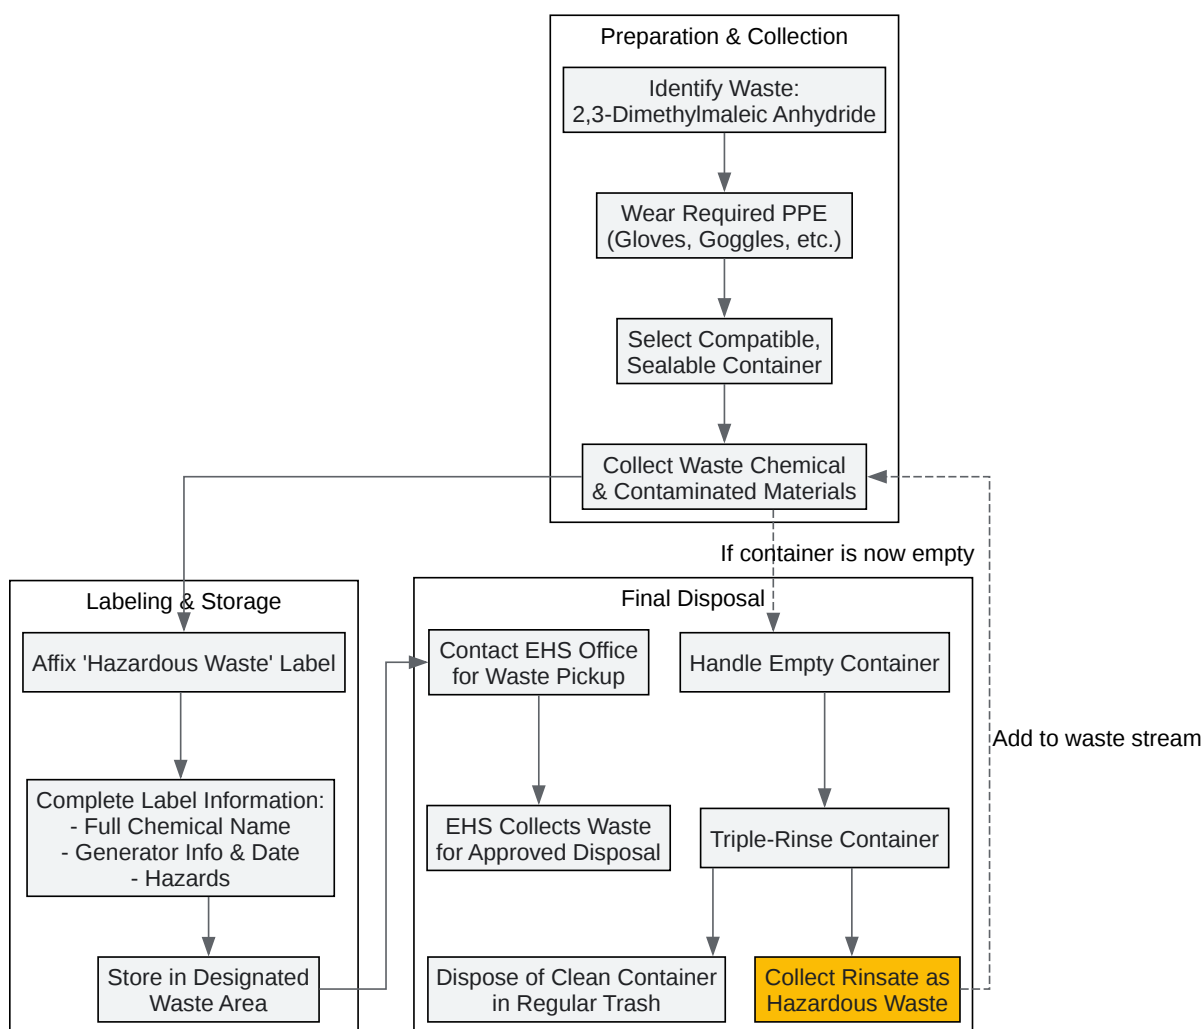 Preparation & Collection
Identify Waste:
2,3-Dimethylmaleic Anhydride
Wear Required PPE
(Gloves, Goggles, etc.)
Select Compatible,
Sealable Container
Collect Waste Chemical
& Contaminated Materials
If container is now empty
Add to waste stream
Labeling & Storage
Affix 'Hazardous Waste' Label
Complete Label Information:
- Full Chemical Name
- Generator Info & Date
- Hazards
Store in Designated
Waste Area
Final Disposal
Contact EHS Office
for Waste Pickup
EHS Collects Waste
for Approved Disposal
Handle Empty Container
Triple-Rinse Container
Dispose of Clean Container
in Regular Trash
Collect Rinsate as
Hazardous Waste